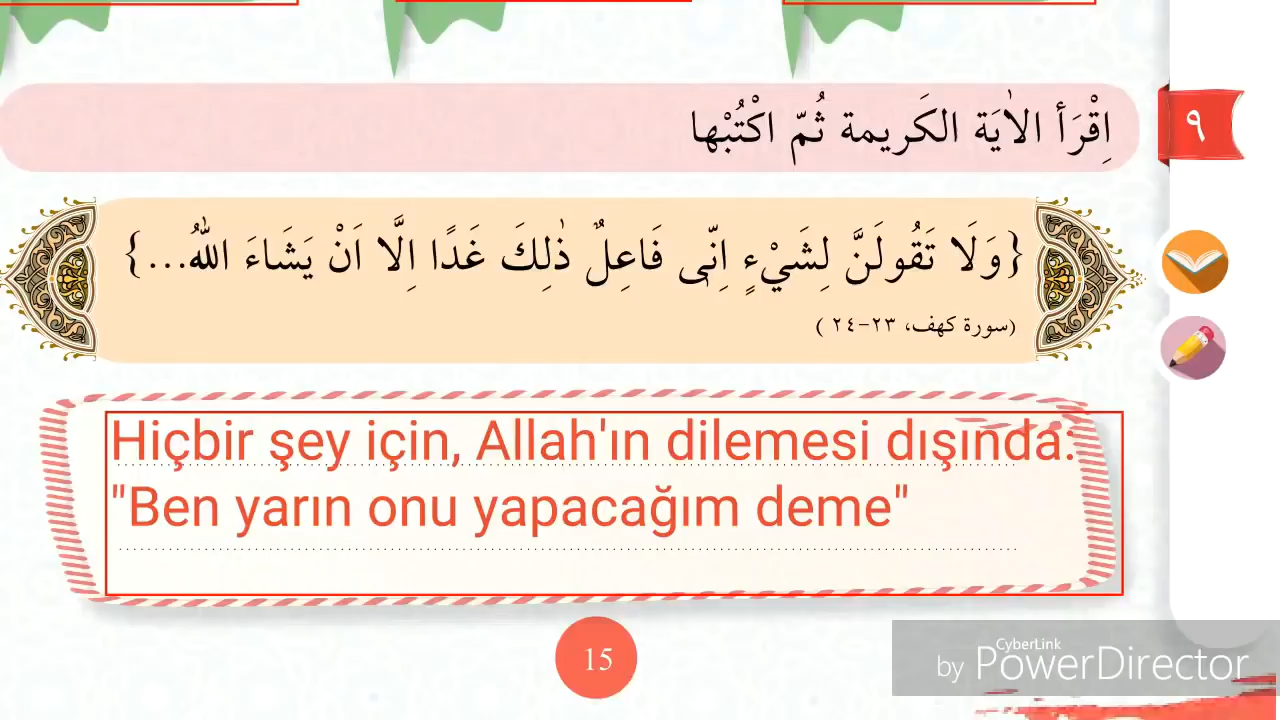 اِقْرَأ الاٰيَة الكَريمة ثُمّ اكْتُبْها
٩
{وَلَا تَقُولَنَّ لِشَيْءٍ اِنّٖى فَاعِلٌ ذٰلِكَ غَدًا اِلَّا اَنْ يَشَاءَ اللّٰهُ...}
(سورة كهف، ٢٣-٢٤ )
Hiçbir şey için, Allah'ın dilemesi dışında:
"Ben yarın onu yapacağım deme"
15
CyberLink
by PowerDirector